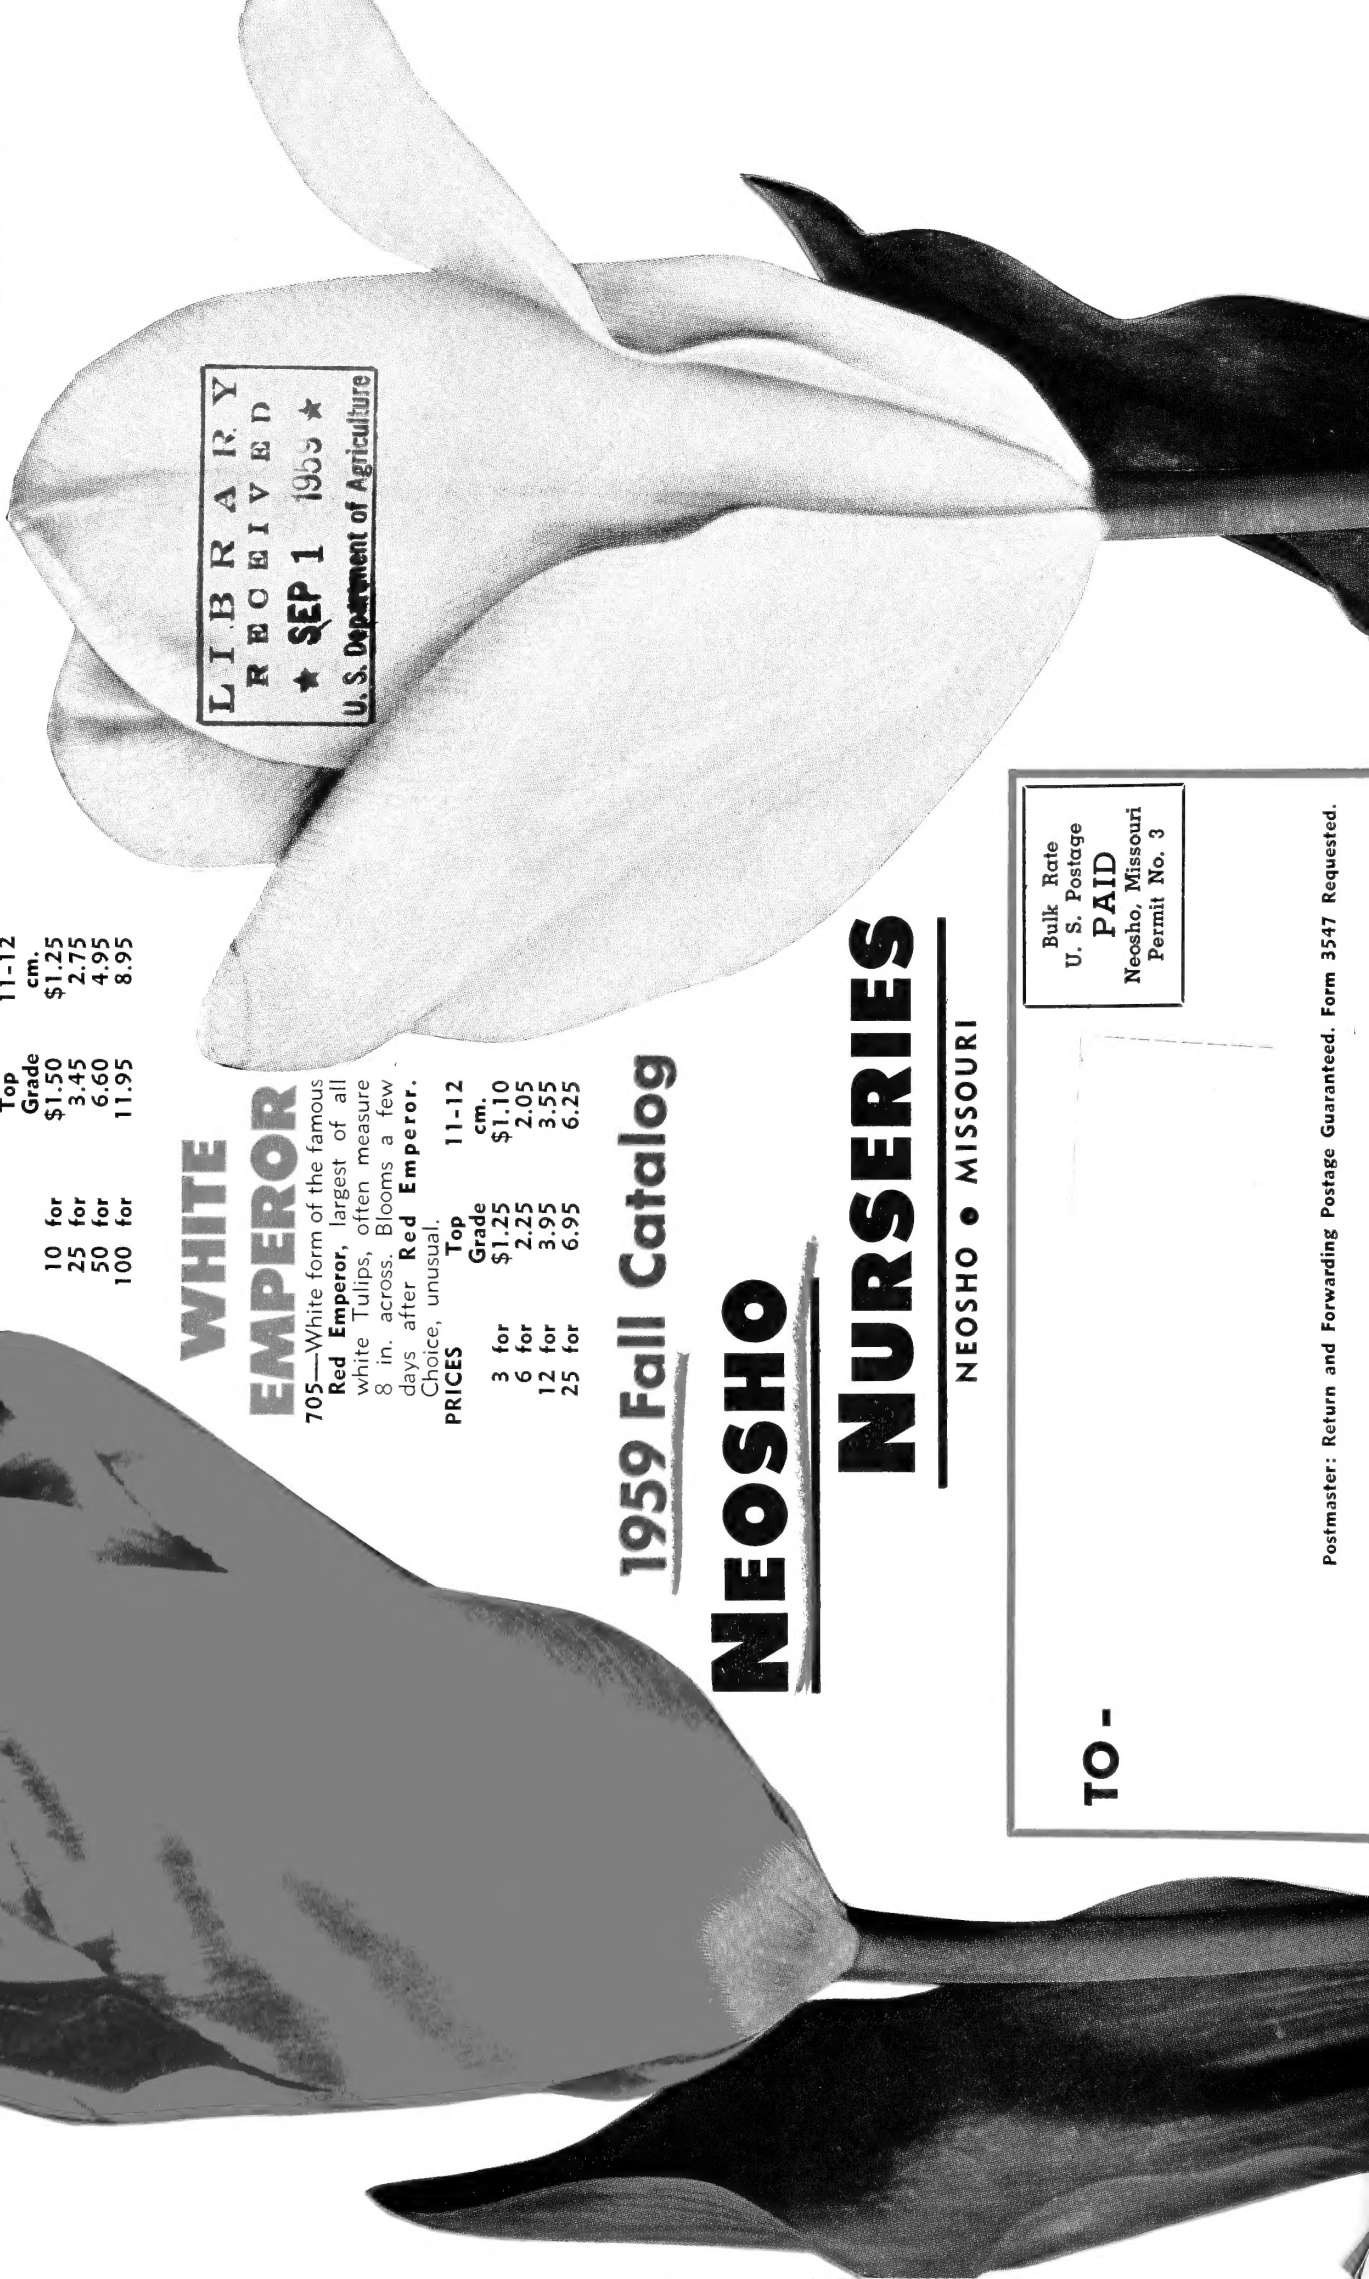 Top 11-12
Grade cm.
10 for $1.50 $1.25
25 for 3.45 2.75
50 for 6.60 4.95
100 for 11.95 8.95
WHITE
EMPEROR
705—White form of the famous
Red Emperor, largest of all
white Tulips, often measure
8 in. across. Blooms a few
days after Red Emperor.
Choice, unusual.
PRICES Top 11-12
Grade cm.
3 for $1.25 $1.10
6 for 2.25 2.05
12 for 3.95 3.55
25 for 6.95 6.25
LIBRARY
RECEIVED
★ SEP 1 1959 ★
U. S. Department of Agriculture
1959 Fall Catalog
NEOSHO
NURSERIES
NEOSHO ● MISSOURI
Bulk Rate
U. S. Postage
PAID
Neosho, Missouri
Permit No. 3
TO -
Postmaster: Return and Forwarding Postage Guaranteed. Form 3547 Requested.